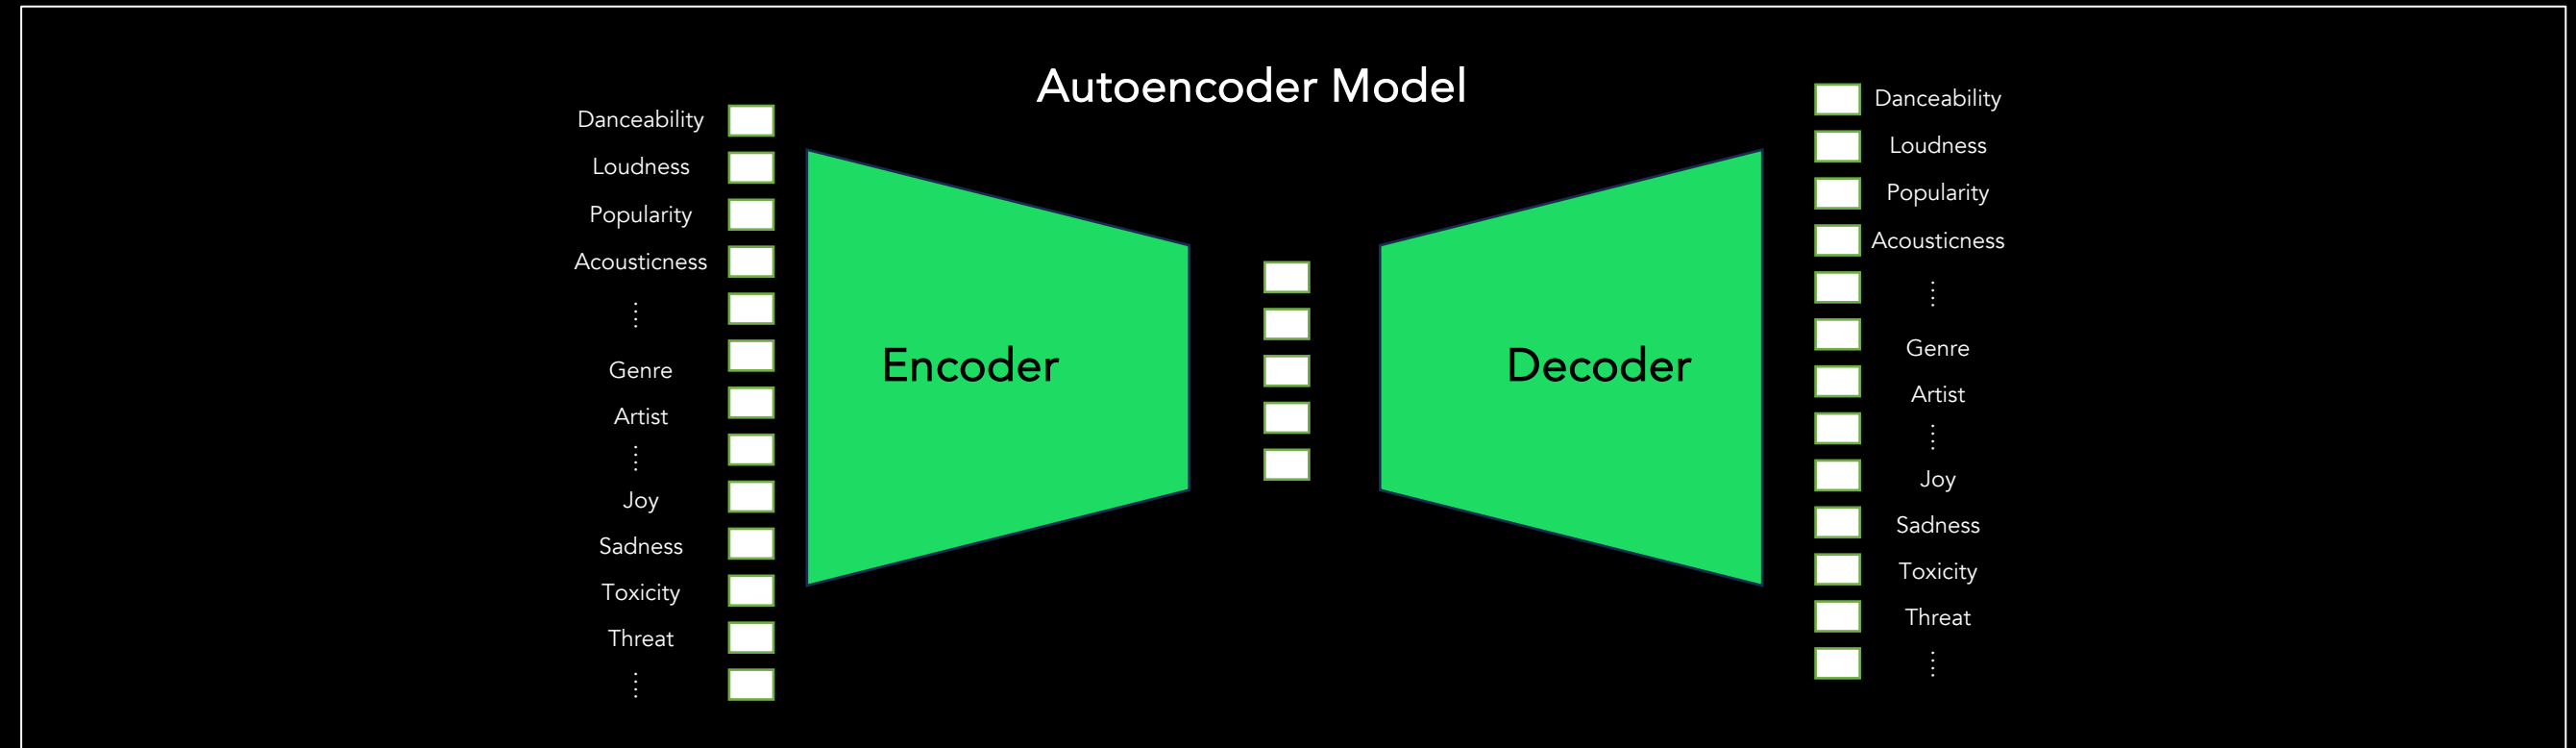 Autoencoder Model
Danceability
Loudness
Popularity
Acousticness
Genre
Artist
Joy
Sadness
Toxicity
Threat
Encoder
Decoder
Danceability
Loudness
Popularity
Acousticness
Genre
Artist
Joy
Sadness
Toxicity
Threat